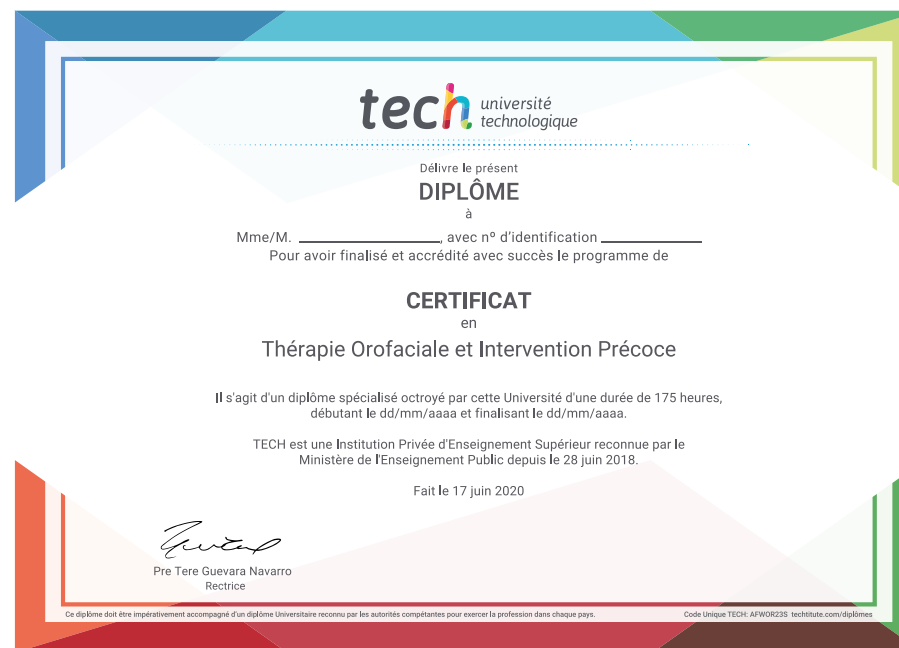 tech université
technologique
Délivre le présent
DIPLÔME
à
Mme/M. ____________, avec nº d'identification ____________
Pour avoir finalisé et accrédité avec succès le programme de
CERTIFICAT
en
Thérapie Orofaciale et Intervention Précoce
Il s'agit d'un diplôme spécialisé octroyé par cette Université d'une durée de 175 heures,
débutant le dd/mm/aaaa et finalisant le dd/mm/aaaa.
TECH est une Institution Privée d'Enseignement Supérieur reconnue par le
Ministère de l'Enseignement Public depuis le 28 juin 2018.
Fait le 17 juin 2020
Pre Tere Guevara Navarro
Rectrice
Ce diplôme doit être impérativement accompagné d'un diplôme Universitaire reconnu par les autorités compétentes pour exercer la profession dans chaque pays.
Code Unique TECH: AFWOR23S techtitute.com/diplômes